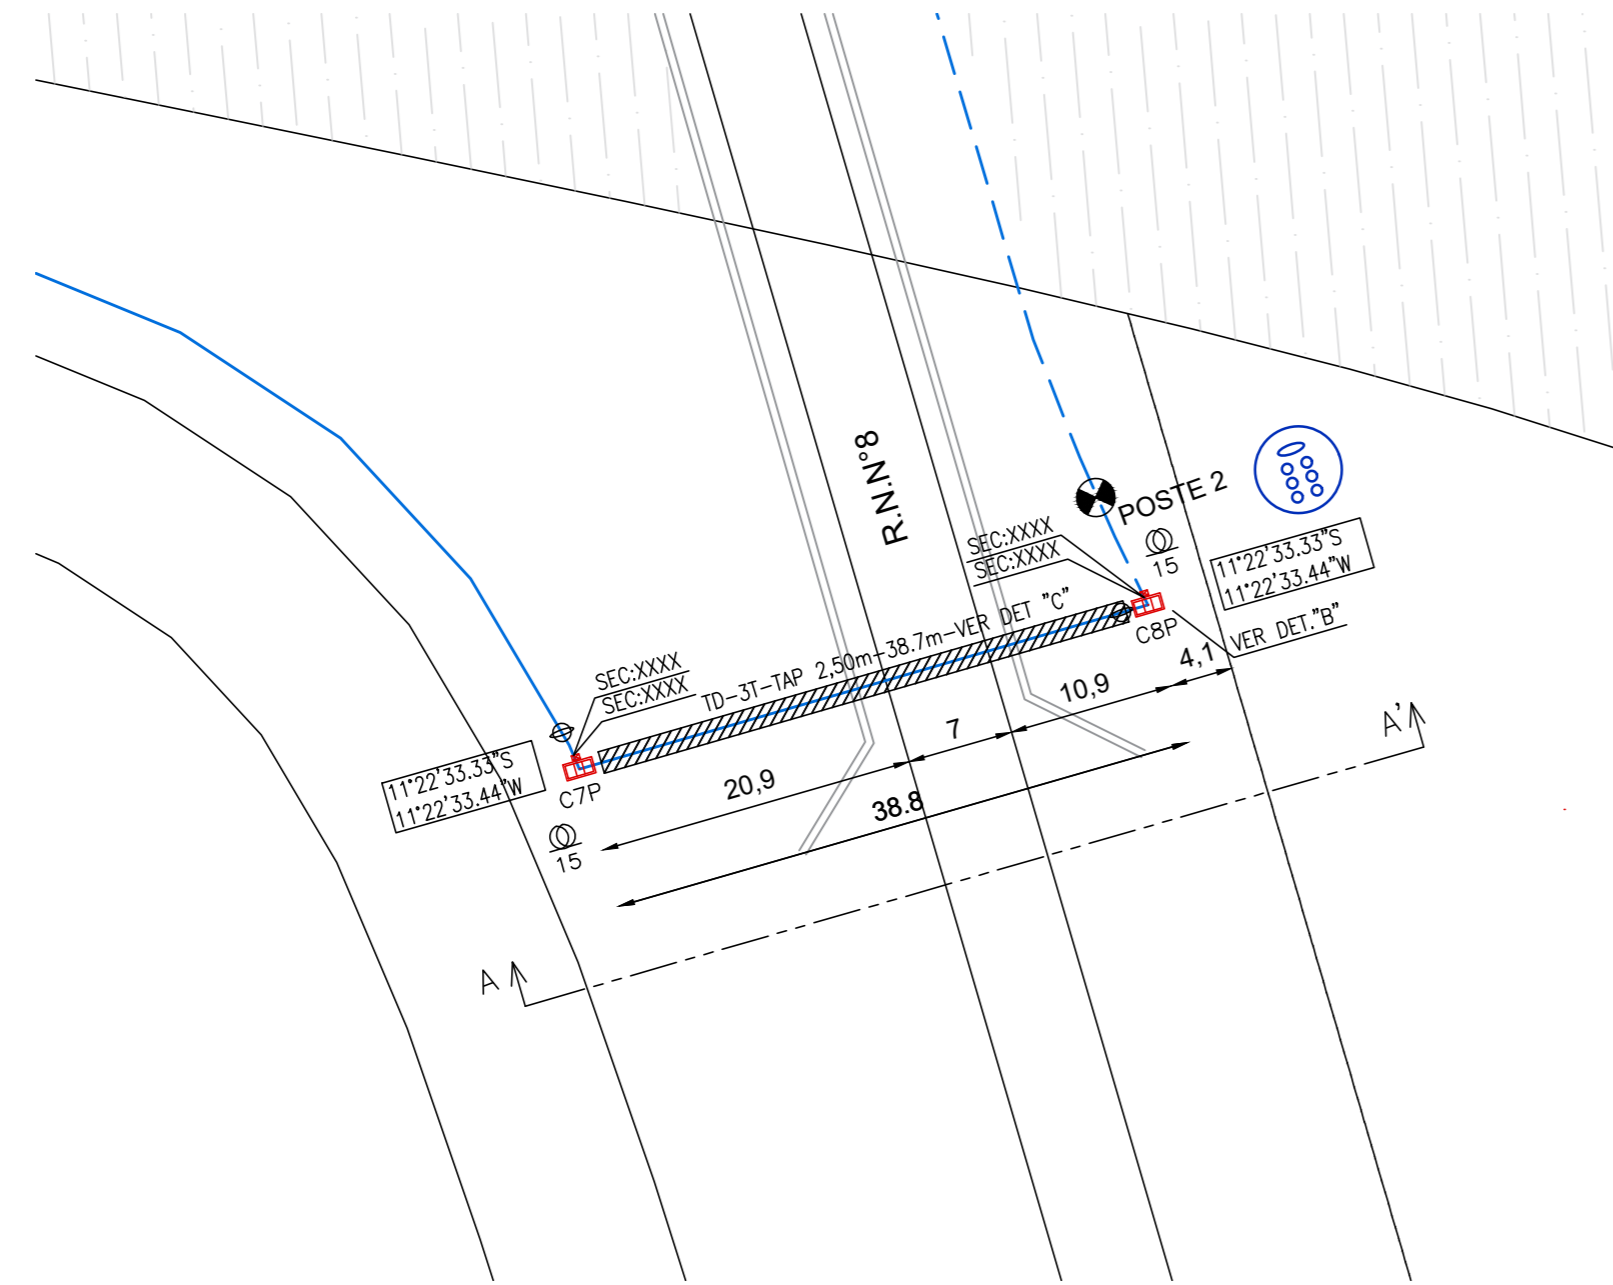 R.N.N°8
POSTE 2
SEC:XXXX
SEC:XXXX
15
11°22'33.33"S
11°22'33.44"W
C8P
VER DET."B"
TD-3T-TAP 2,50m-38.7m-VER DET "C"
SEC:XXXX
SEC:XXXX
11°22'33.33"S
11°22'33.44"W
C7P
15
20,9
7
10,9
4,1
38.8
A
A'